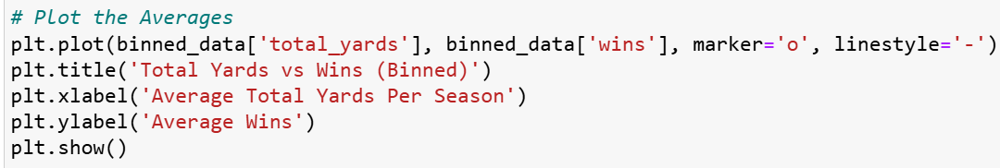 # Plot the Averages
plt.plot(binned_data['total_yards'], binned_data['wins'], marker='o', linestyle='-')
plt.title('Total Yards vs Wins (Binned)')
plt.xlabel('Average Total Yards Per Season')
plt.ylabel('Average Wins')
plt.show()